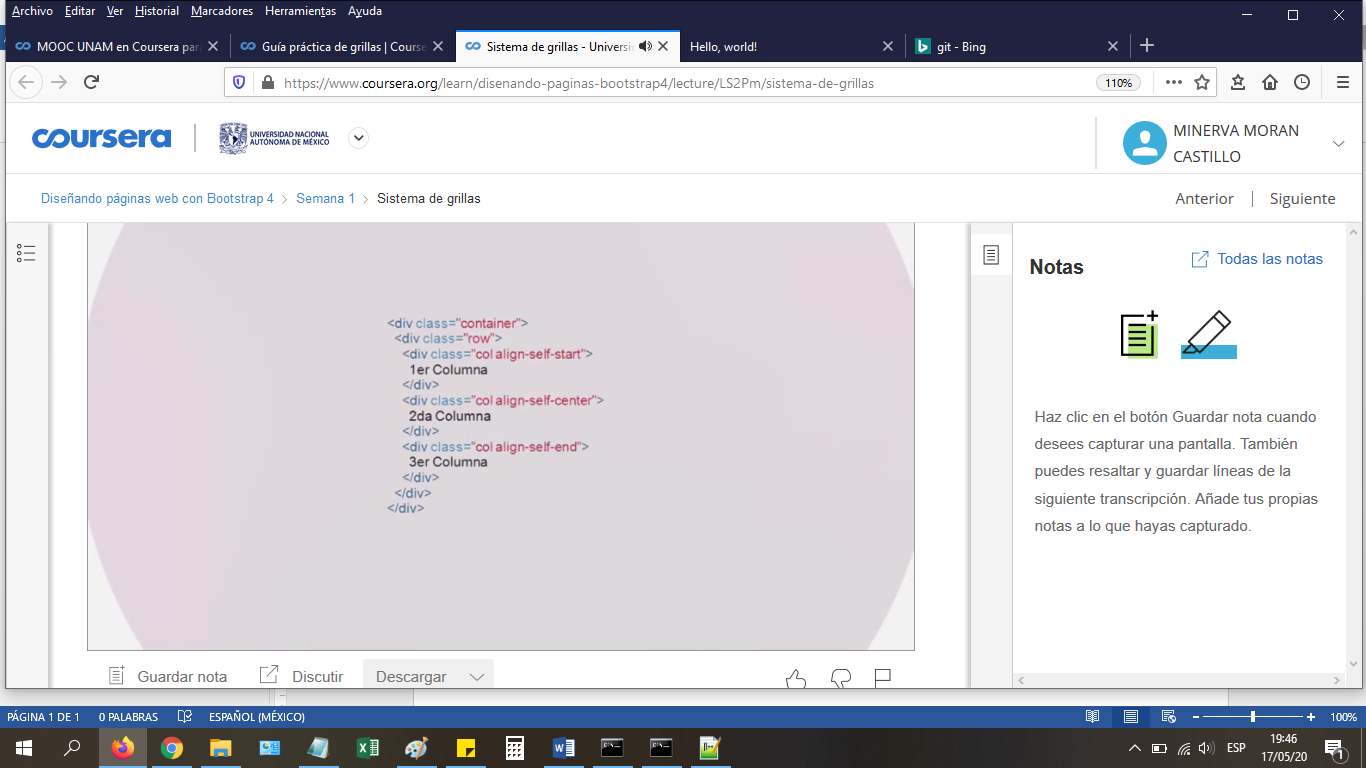 Archivo Editar Ver Historial Marcadores Herramientas Ayuda
MOOC UNAM en Coursera par
Guía práctica de grillas | Course
Sistema de grillas - Universi
Hello, world!
git - Bing
https://www.coursera.org/learn/disenando-paginas-bootstrap4/lecture/LS2Pm/sistema-de-grillas
110%
coursera
UNIVERSIDAD NACIONAL
AUTÓNOMA DE MÉXICO
MINERVA MORAN
CASTILLO
Diseñando páginas web con Bootstrap 4 > Semana 1 > Sistema de grillas
Anterior | Siguiente
<div class="container">
<div class="row">
<div class="col align-self-start">
1er Columna
</div>
<div class="col align-self-center">
2da Columna
</div>
<div class="col align-self-end">
3er Columna
</div>
</div>
</div>
Notas
Todas las notas
Haz clic en el botón Guardar nota cuando
desees capturar una pantalla. También
puedes resaltar y guardar líneas de la
siguiente transcripción. Añade tus propias
notas a lo que hayas capturado.
Guardar nota
Discutir
Descargar
PÁGINA 1 DE 1
0 PALABRAS
ESPAÑOL (MÉXICO)
100%
ESP
19:46
17/05/20
1